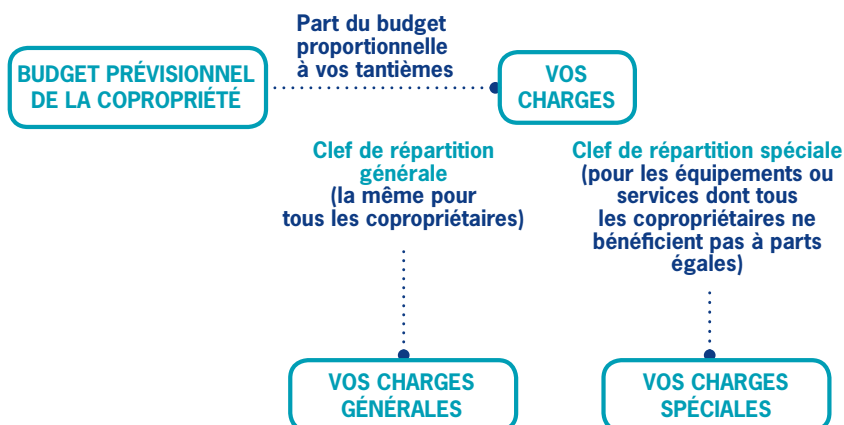 Part du budget
proportionnelle
à vos tantièmes
BUDGET PRÉVISIONNEL
DE LA COPROPRIÉTÉ
VOS
CHARGES
Clef de répartition
générale
(la même pour
tous les copropriétaires)
Clef de répartition spéciale
(pour les équipements ou
services dont tous
les copropriétaires ne
bénéficient pas à parts
égales)
VOS CHARGES
GÉNÉRALES
VOS CHARGES
SPÉCIALES